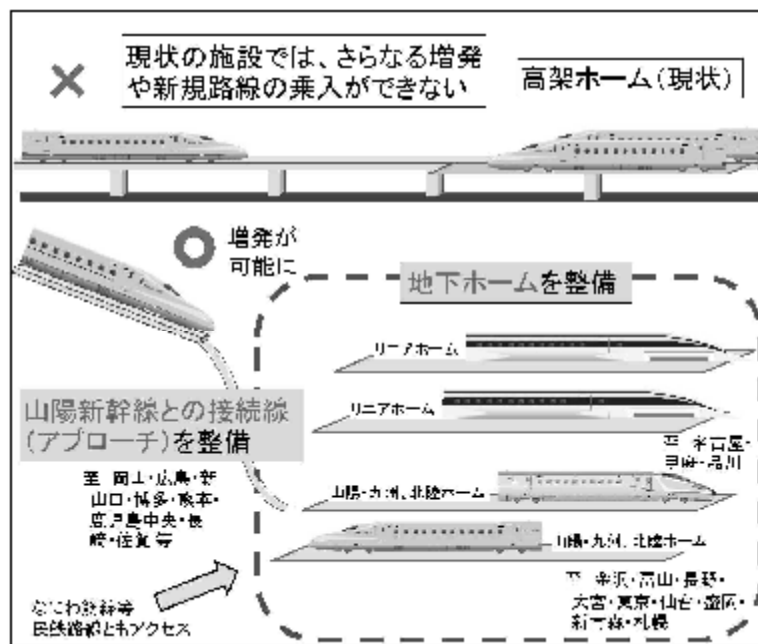 現状の施設では、さらなる増発
や新規路線の乗入ができない
高架ホーム（現状）
増発が
可能に
地下ホームを整備
リニアホーム
山陽新幹線との接続線
（アプローチ）を整備
リニアホーム
至　名古屋・
甲府・品川
至　岡山・広島・新
山口・博多・熊本・
鹿児島中央・長
崎・佐賀 等
山陽・九州、北陸ホーム
山陽・九州、北陸ホーム
至　金沢・富山・長野・
大宮・東京・仙台・盛岡・
新青森・札幌
なにわ筋線等
民鉄路線ともアクセス